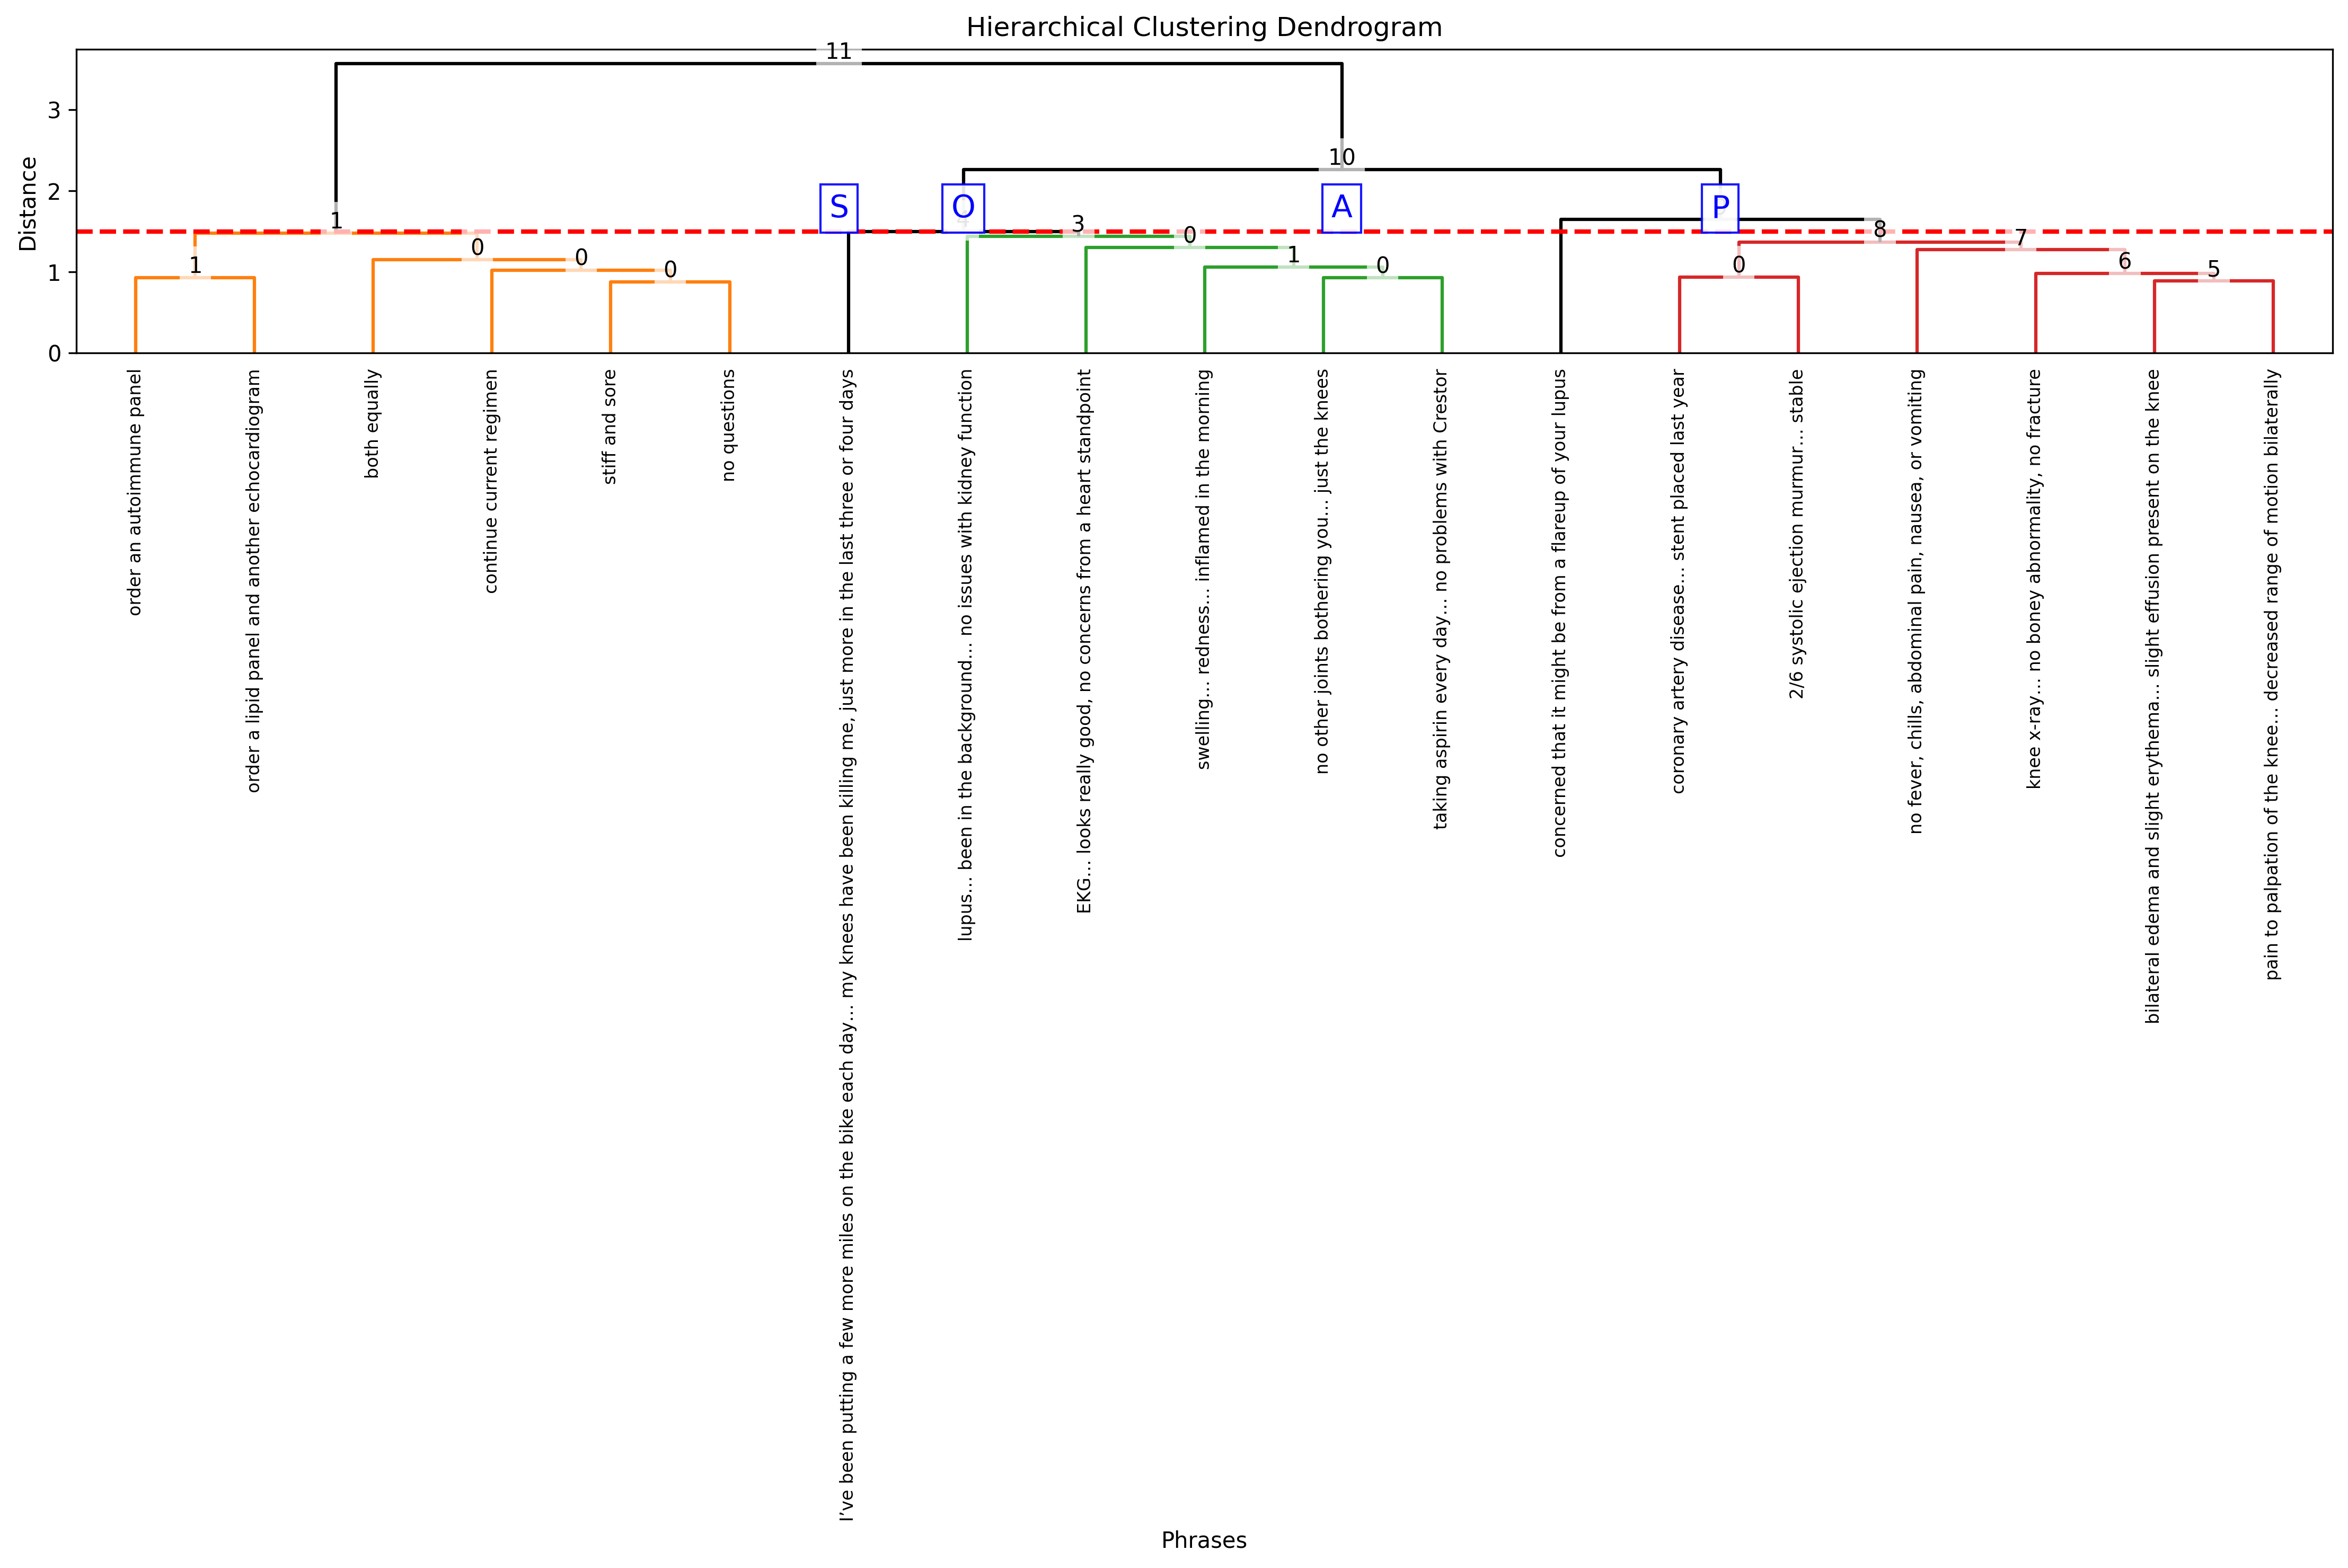 Hierarchical Clustering Dendrogram
Distance
3
2
1
0
11
10
S
O
A
P
1
3
8
0
0
7
0
1
6
1
0
0
0
5
order an autoimmune panel
order a lipid panel and another echocardiogram
both equally
continue current regimen
stiff and sore
no questions
I've been putting a few more miles on the bike each day... my knees have been killing me, just more in the last three or four days
lupus... been in the background... no issues with kidney function
EKG... looks really good, no concerns from a heart standpoint
swelling... redness... inflamed in the morning
no other joints bothering you... just the knees
taking aspirin every day... no problems with Crestor
concerned that it might be from a flareup of your lupus
coronary artery disease... stent placed last year
2/6 systolic ejection murmur... stable
no fever, chills, abdominal pain, nausea, or vomiting
knee x-ray... no boney abnormality, no fracture
bilateral edema and slight erythema... slight effusion present on the knee
pain to palpation of the knee... decreased range of motion bilaterally
Phrases